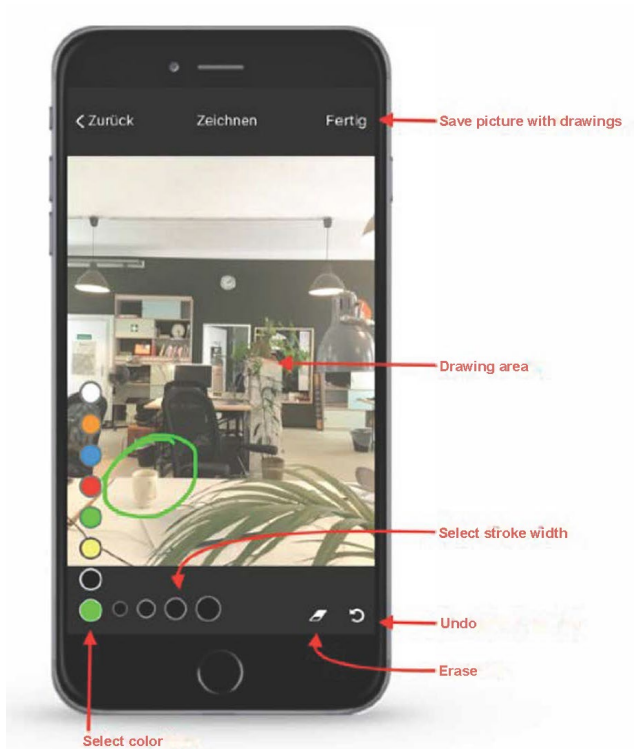 Zurück
Zeichnen
Fertig
Save picture with drawings
Drawing area
Select stroke width
Undo
Erase
Select color